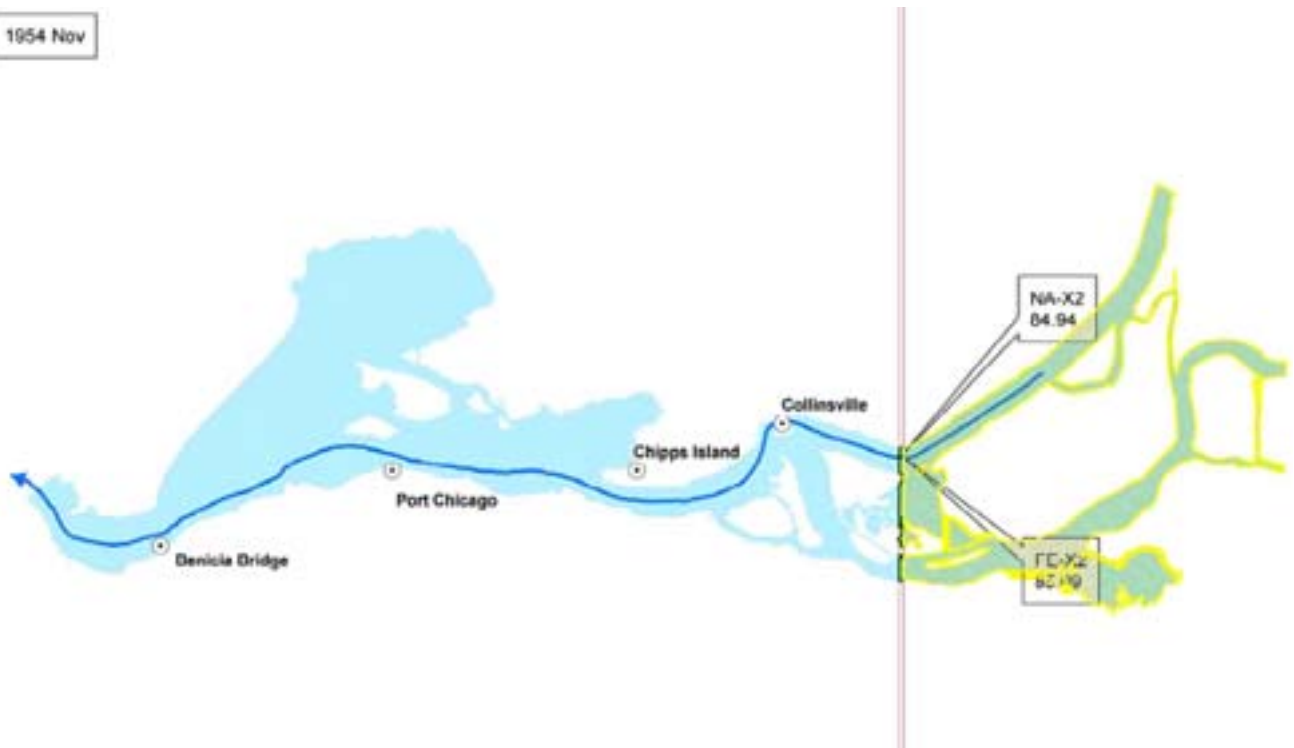 1954 Nov
NA-X2
84.94
Collinsville
Chipps Island
Port Chicago
Benicia Bridge